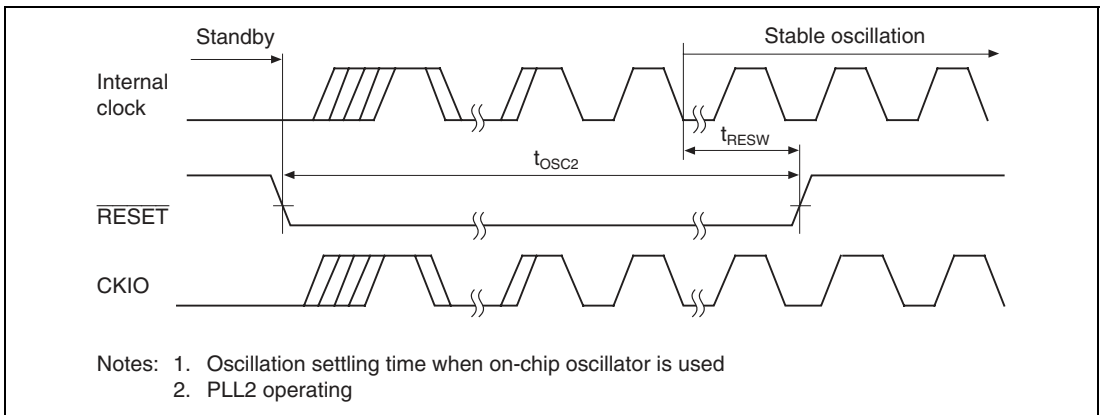 Standby
Stable oscillation
Internal
clock
tRESW
tOSC2
RESET
CKIO
Notes: 1. Oscillation settling time when on-chip oscillator is used
2. PLL2 operating